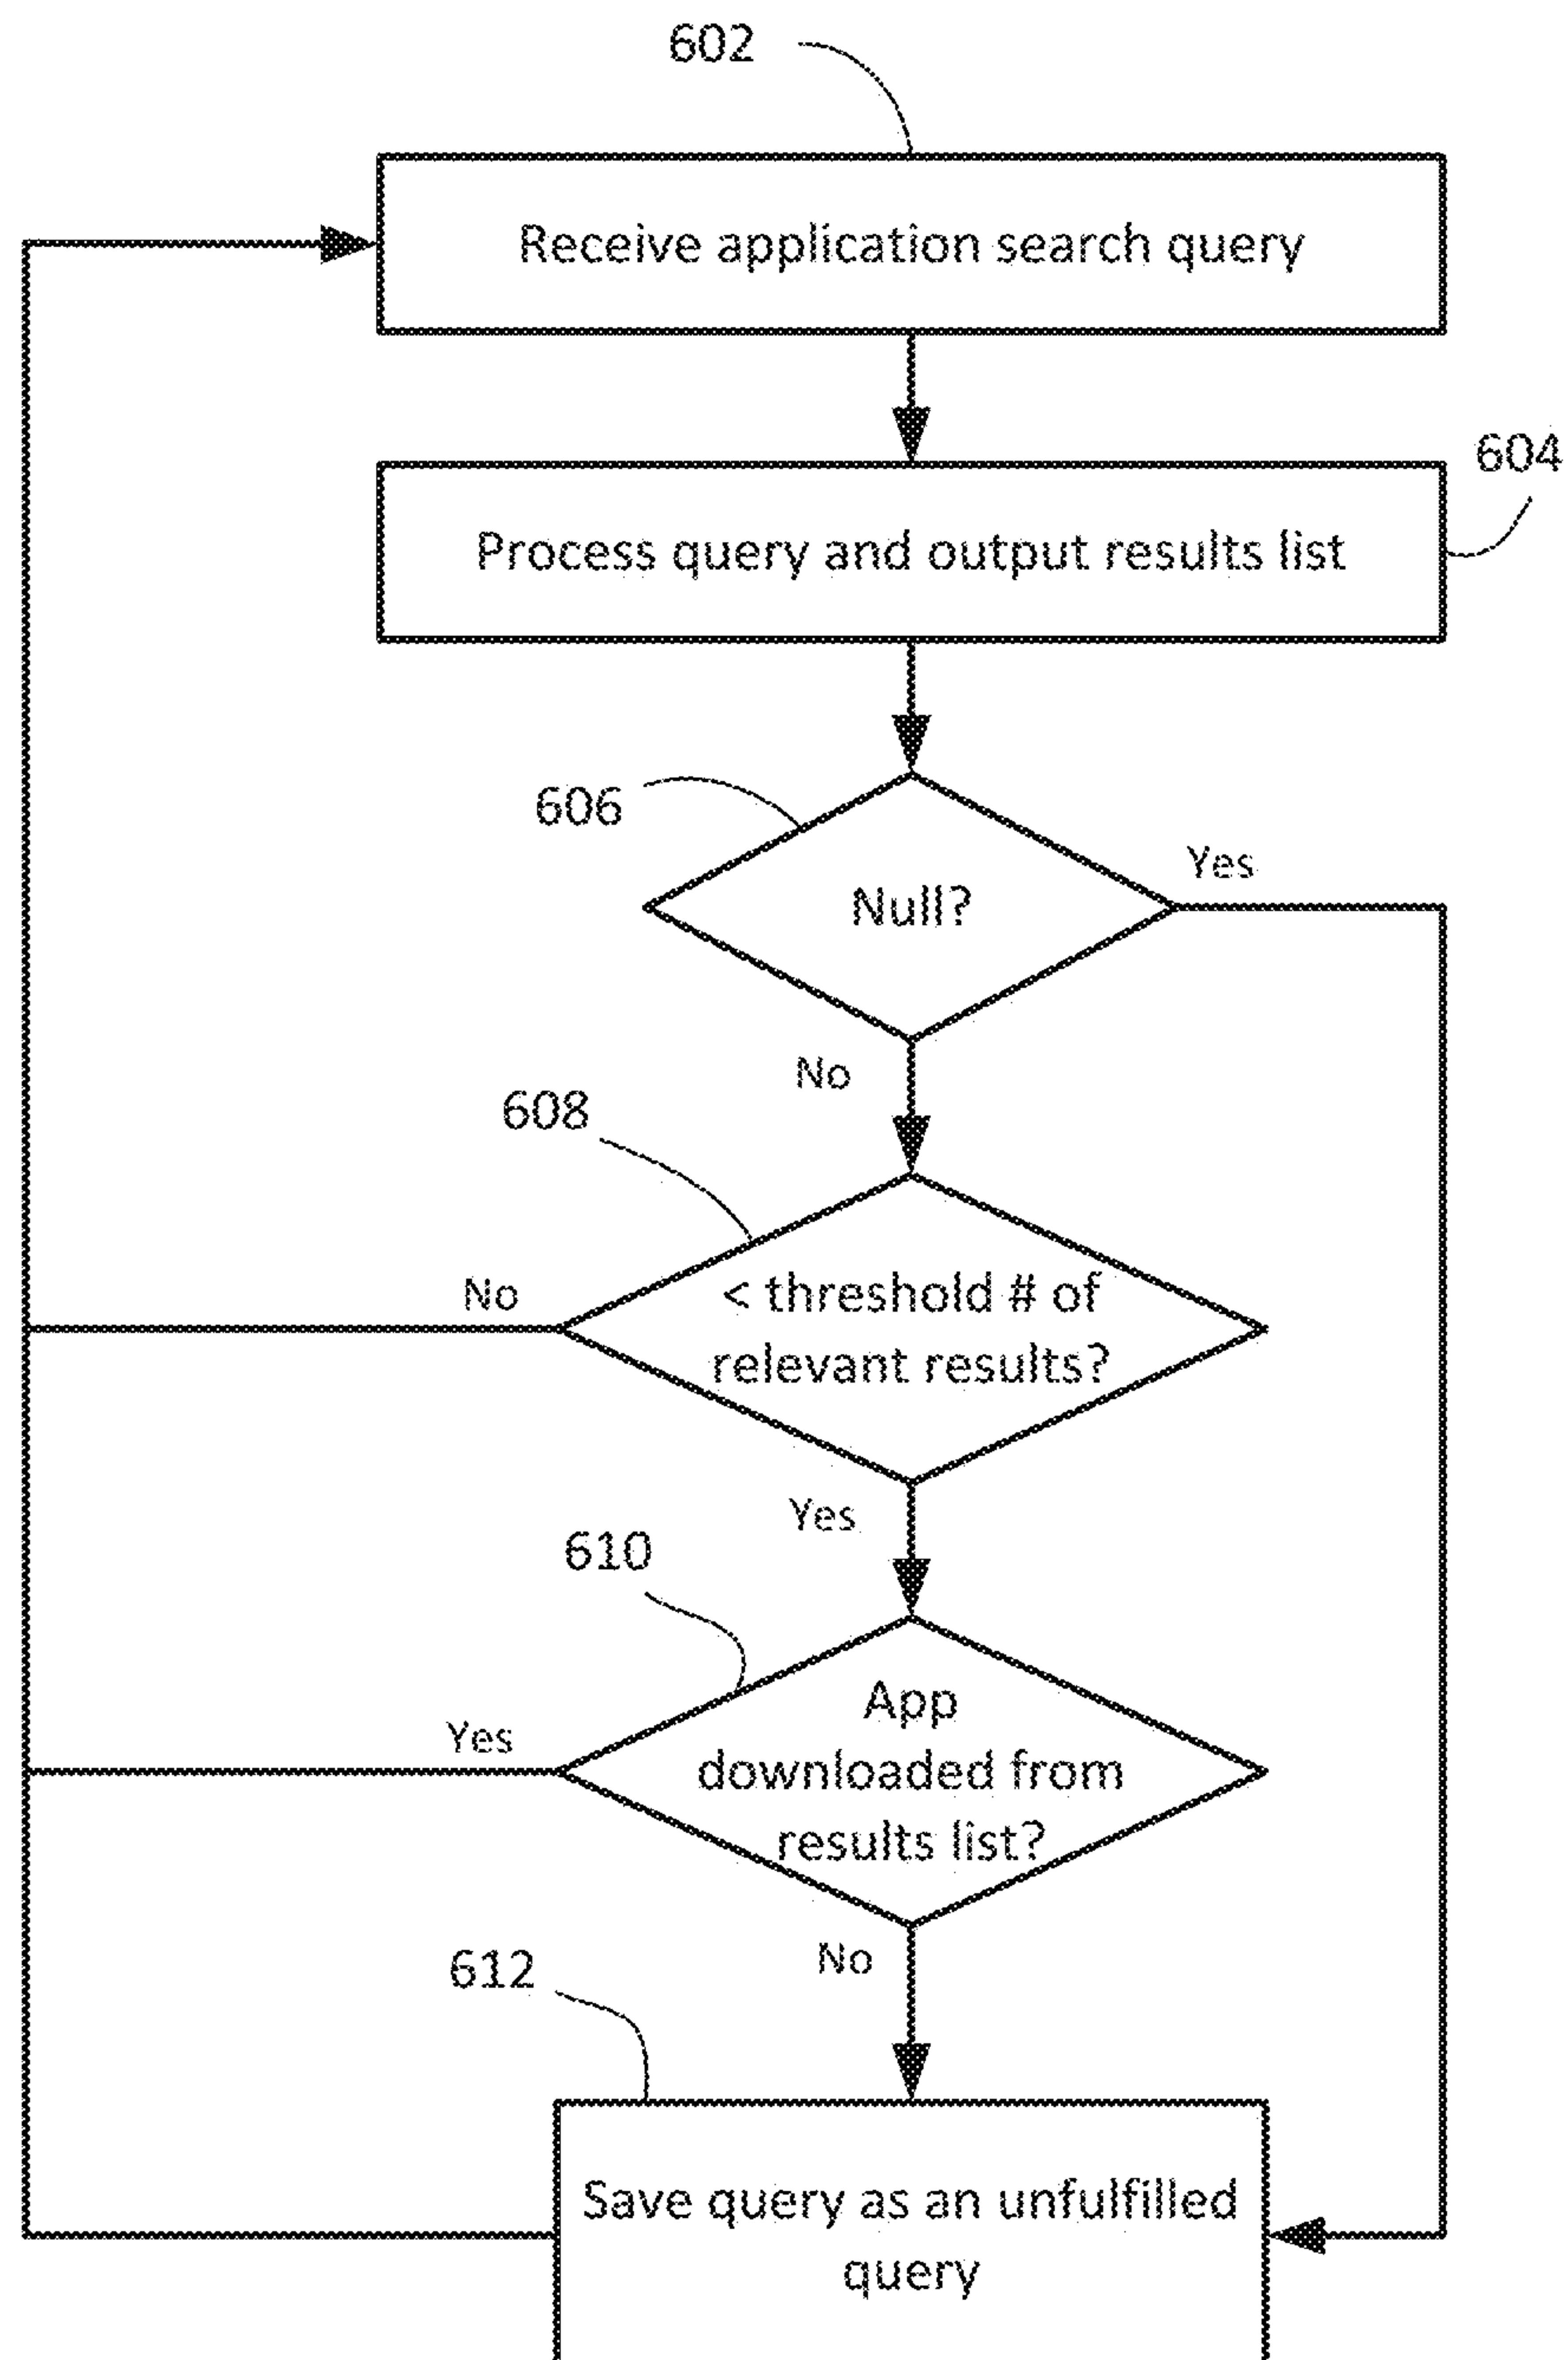 602
Receive application search query
604
Process query and output results list
606
Null?
Yes
No
608
< threshold # of
relevant results?
No
Yes
610
App
downloaded from
results list?
Yes
No
612
Save query as an unfulfilled
query